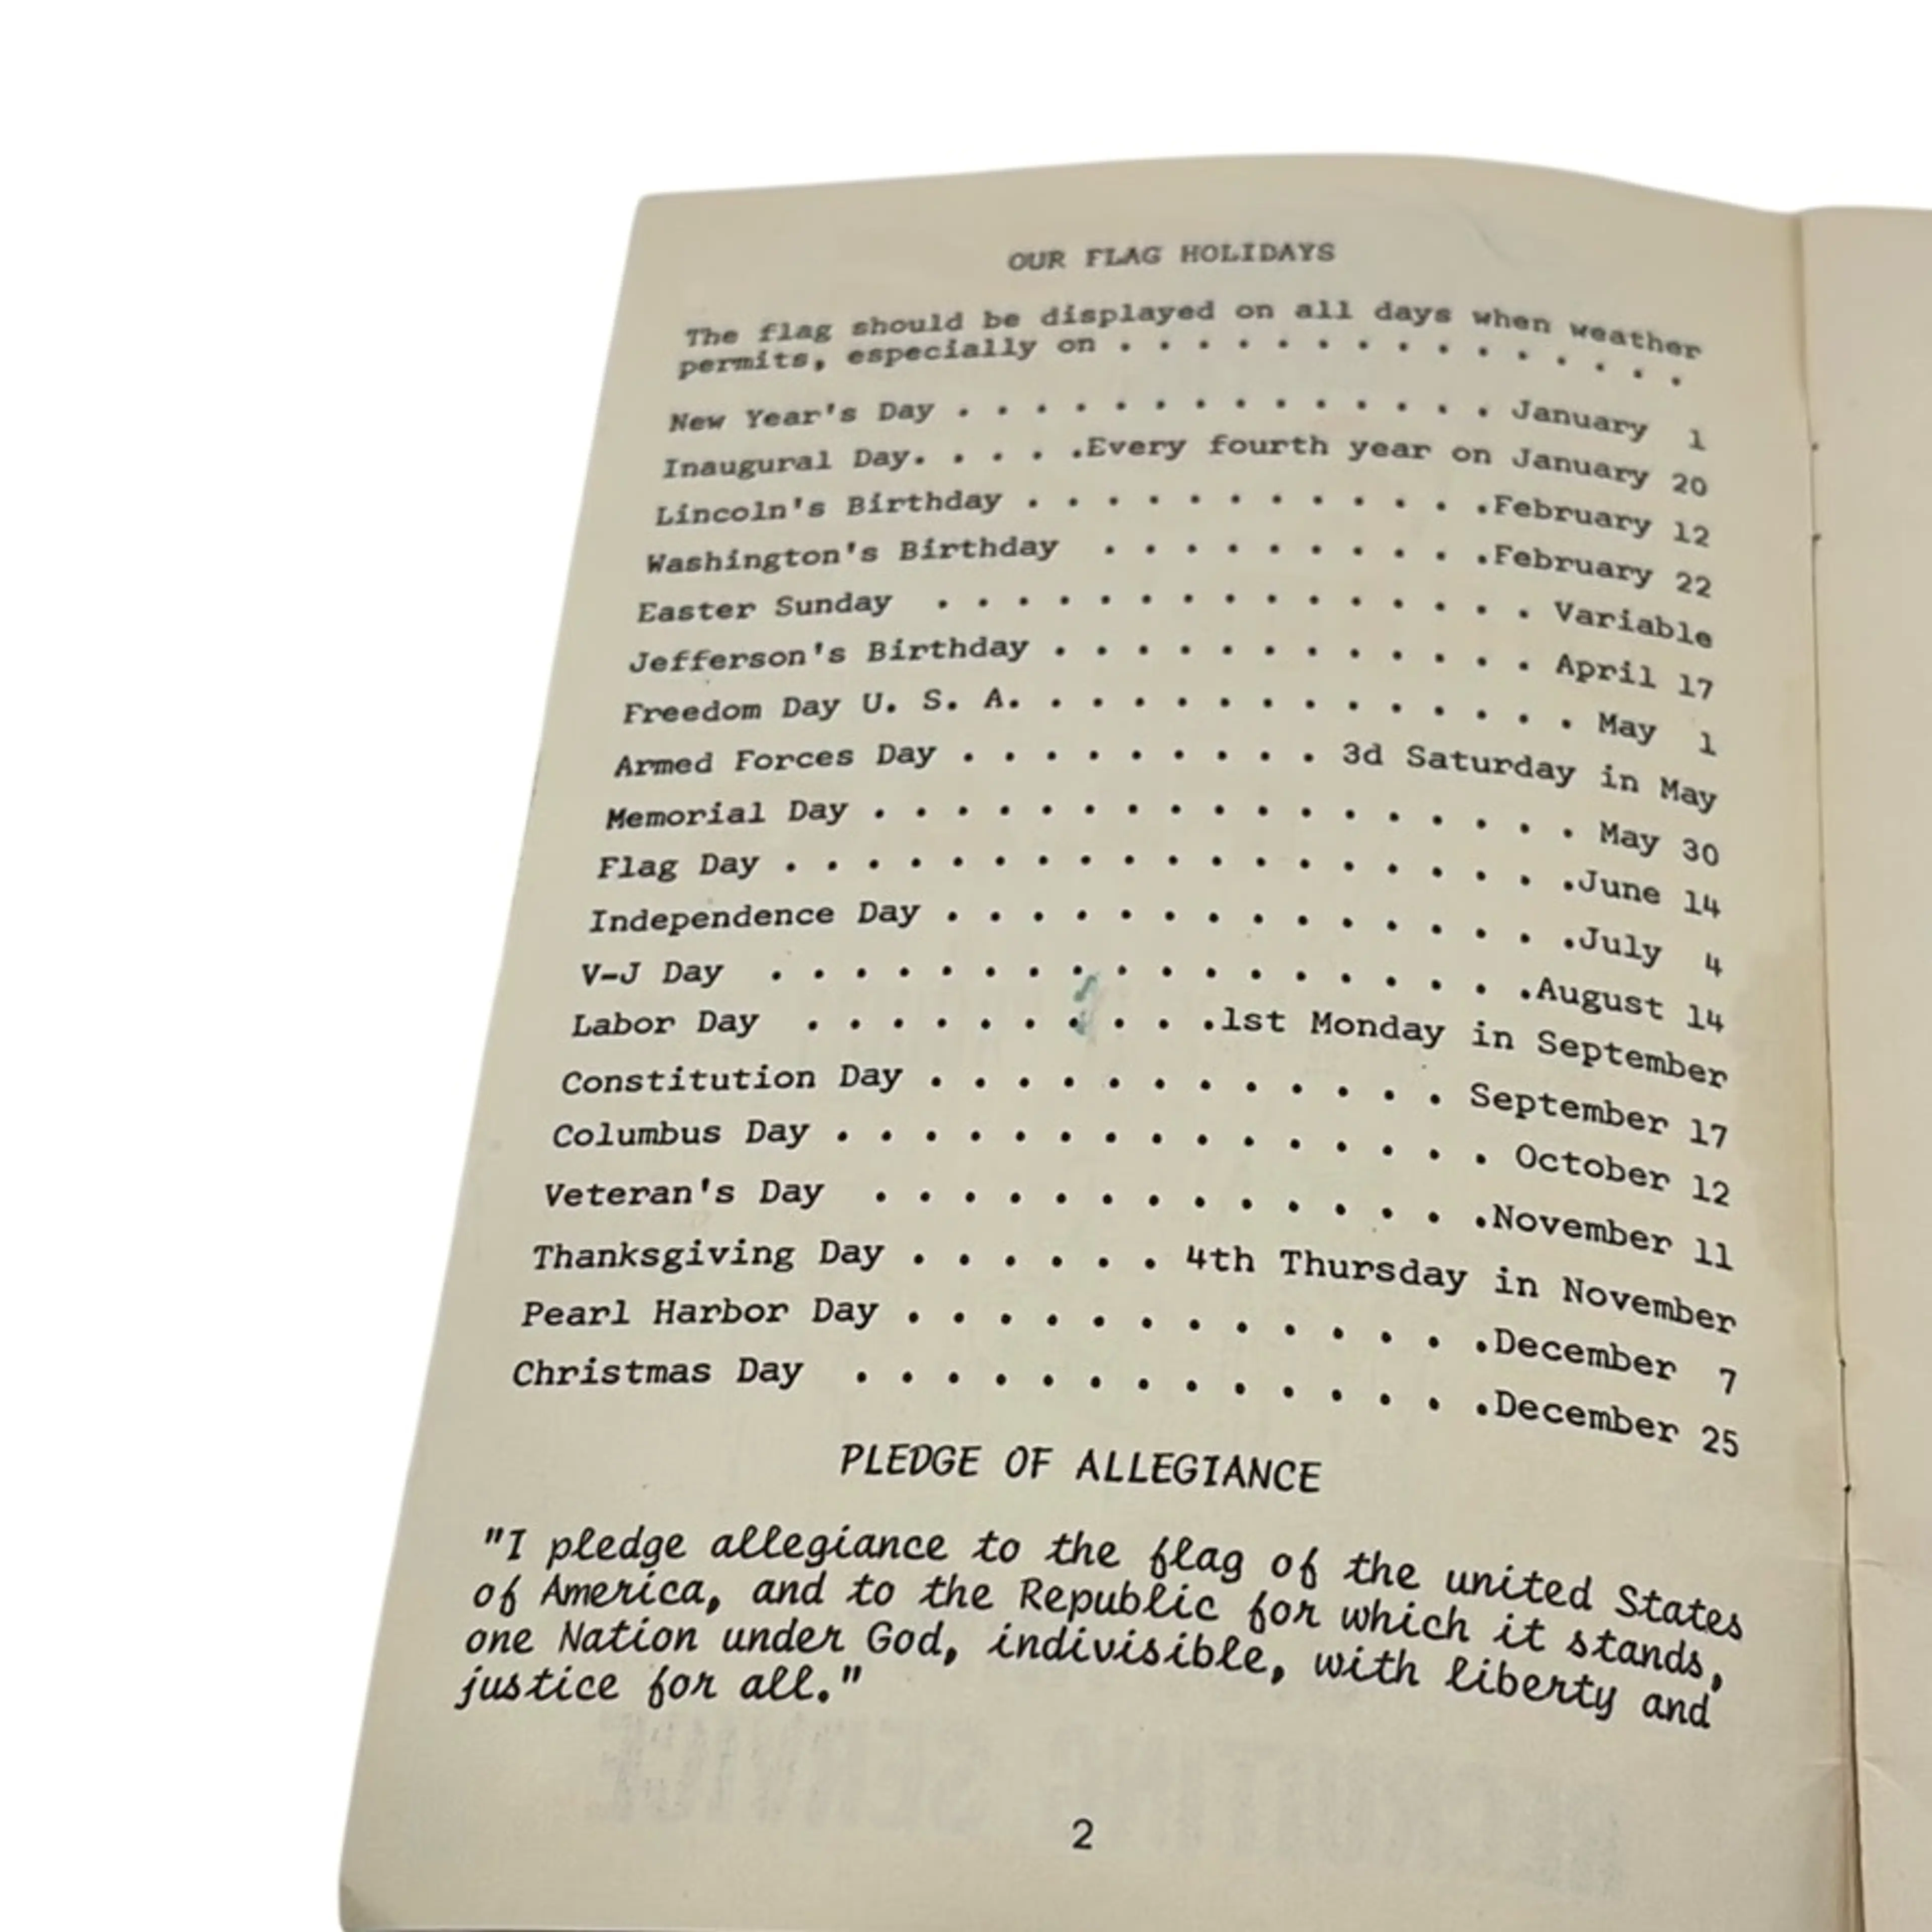 OUR FLAG HOLIDAYS
The flag should be displayed on all days when weather
permits, especially on . . . . . . . . . . . . . . .
New Year's Day . . . . . . . . . . . . . . January 1
Inaugural Day. . . . .Every fourth year on January 20
Lincoln's Birthday . . . . . . . . . . . .February 12
Washington's Birthday . . . . . . . . . .February 22
Easter Sunday . . . . . . . . . . . . . . . Variable
Jefferson's Birthday . . . . . . . . . . . . April 17
Freedom Day U. S. A. . . . . . . . . . . . . . May 1
Armed Forces Day . . . . . . . . . 3d Saturday in May
Memorial Day . . . . . . . . . . . . . . . . . May 30
Flag Day . . . . . . . . . . . . . . . . . . .June 14
Independence Day . . . . . . . . . . . . . . .July 4
V-J Day . . . . . . . . . . . . . . . . . .August 14
Labor Day . . . . . . . . . .1st Monday in September
Constitution Day . . . . . . . . . . . . September 17
Columbus Day . . . . . . . . . . . . . . . October 12
Veteran's Day . . . . . . . . . . . . . .November 11
Thanksgiving Day . . . . . . 4th Thursday in November
Pearl Harbor Day . . . . . . . . . . . . .December 7
Christmas Day . . . . . . . . . . . . . .December 25
PLEDGE OF ALLEGIANCE
"I pledge allegiance to the flag of the united States
of America, and to the Republic for which it stands,
one Nation under God, indivisible, with liberty and
justice for all."
2